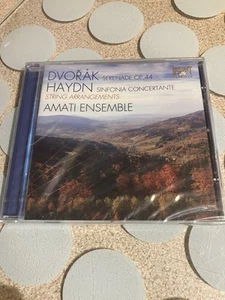 DVOŘÁK SERENADE OP.44
HAYDN SINFONIA CONCERTANTE
STRING ARRANGEMENTS
AMATI ENSEMBLE